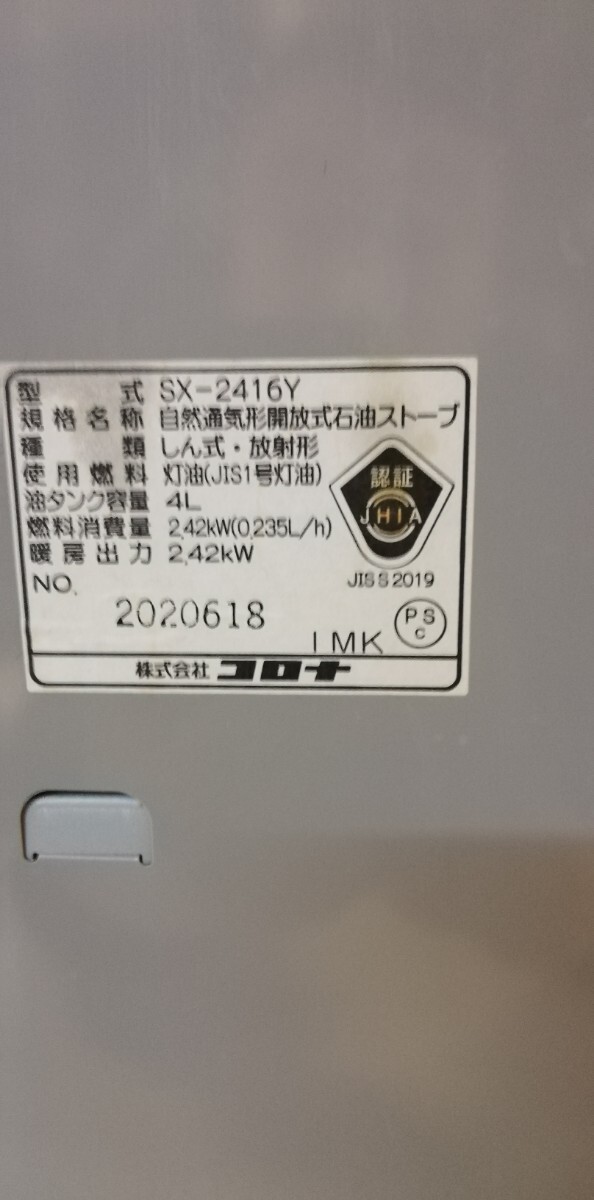 型式 SX-2416Y
規格名称 自然通気形開放式石油ストーブ
種類 しん式・放射形
使用燃料 灯油(JIS1号灯油)
油タンク容量 4L
燃料消費量 2.42kW(0.235L/h)
暖房出力 2.42kW
認証
JHIA
JIS S 2019
NO.
2020618
1MK
PS
C
株式会社 コロナ